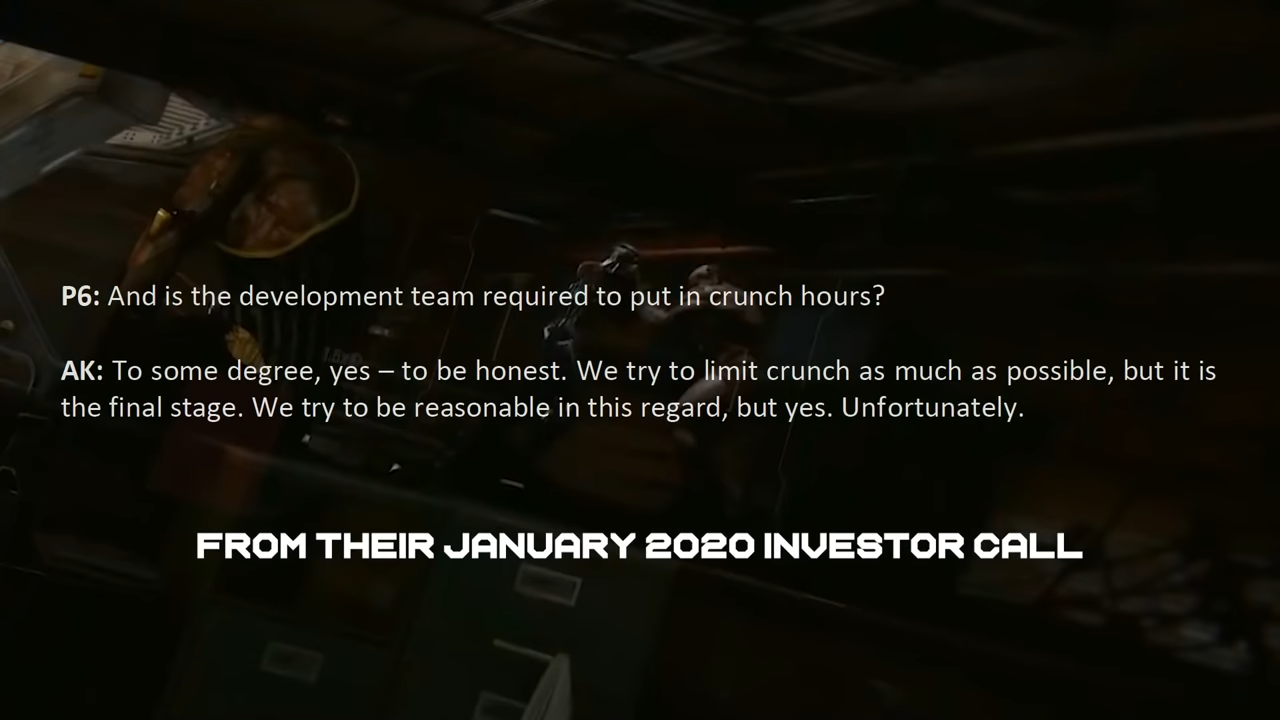 P6: And is the development team required to put in crunch hours?
AK: To some degree, yes – to be honest. We try to limit crunch as much as possible, but it is
the final stage. We try to be reasonable in this regard, but yes. Unfortunately.
FROM THEIR JANUARY 2020 INVESTOR CALL